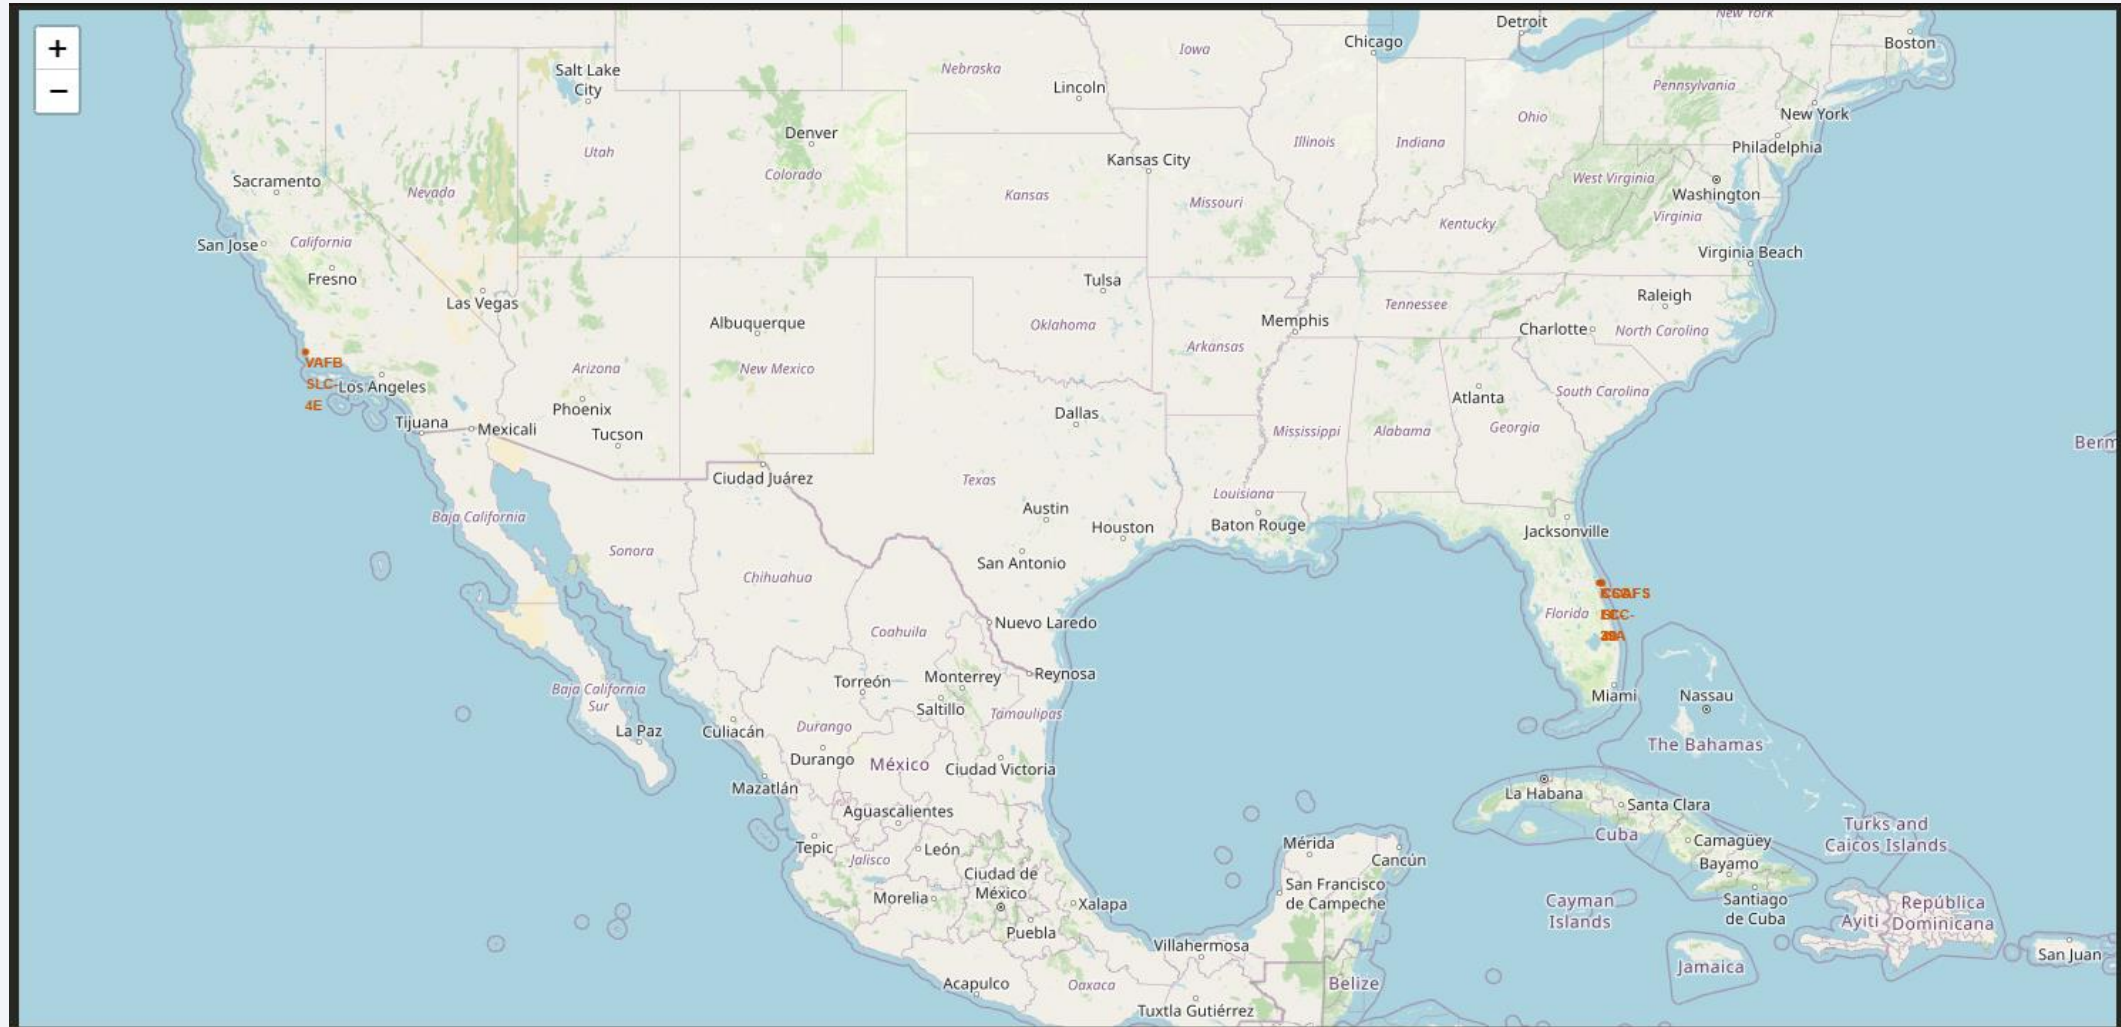 +
−
Detroit
New York
Chicago
Boston
Iowa
Salt Lake
City
Nebraska
Lincoln
Pennsylvania
New York
Ohio
Denver
Illinois
Indiana
Philadelphia
Utah
Kansas City
Colorado
West Virginia
Sacramento
Nevada
Kansas
Missouri
Washington
Virginia
Kentucky
San Jose
California
Virginia Beach
Fresno
Tulsa
Las Vegas
Raleigh
Tennessee
Albuquerque
Oklahoma
Memphis
Charlotte
North Carolina
Arkansas
VAFB
SLC-
4E
Los Angeles
Arizona
New Mexico
South Carolina
Atlanta
Phoenix
Dallas
Tijuana
Mexicali
Tucson
Mississippi
Alabama
Georgia
Berm
Ciudad Juárez
Texas
Louisiana
Austin
Baja California
Houston
Baton Rouge
Jacksonville
Sonora
San Antonio
Chihuahua
Florida
Nuevo Laredo
Coahuila
Torreón
Monterrey
Reynosa
Baja California
Sur
Saltillo
Tamaulipas
Miami
Nassau
La Paz
Culiacán
Durango
Durango
México
Ciudad Victoria
The Bahamas
Mazatlán
La Habana
Santa Clara
Aguascalientes
Cuba
Turks and
Caicos Islands
Tepic
Jalisco
León
Mérida
Cancún
Camagüey
Bayamo
Ciudad de
México
San Francisco
de Campeche
Morelia
Xalapa
Cayman
Islands
Santiago
de Cuba
Ayiti
República
Dominicana
Puebla
Villahermosa
San Juan
Jamaica
Acapulco
Oaxaca
Belize
Tuxtla Gutiérrez